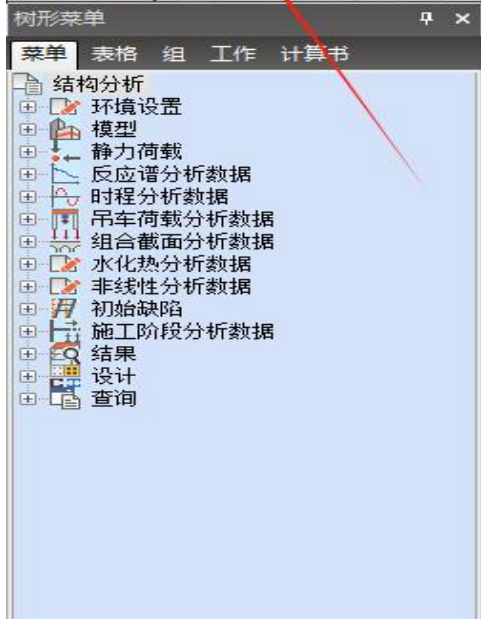 树形菜单
菜单 表格 组 工作 计算书
结构分析
环境设置
模型
静力荷载
反应谱分析数据
时程分析数据
吊车荷载分析数据
组合截面分析数据
水化热分析数据
非线性分析数据
初始缺陷
施工阶段分析数据
结果
设计
查询